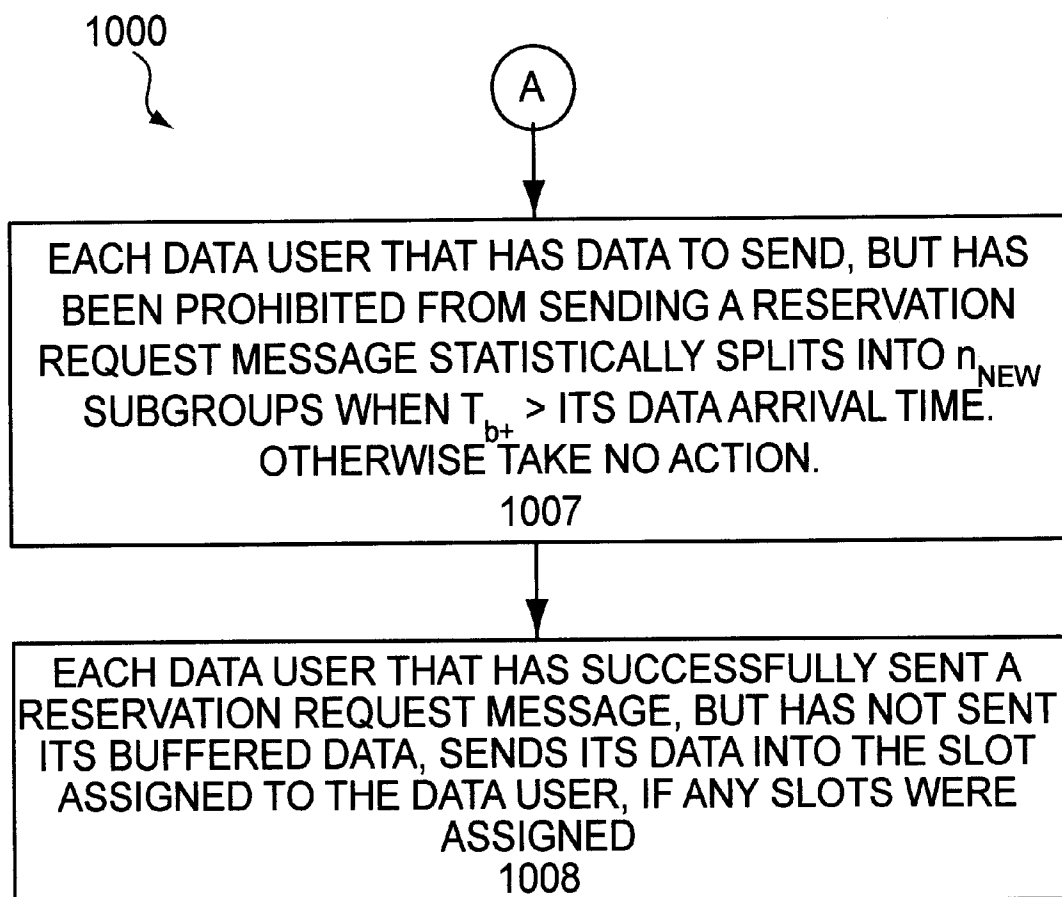 1000
A
EACH DATA USER THAT HAS DATA TO SEND, BUT HAS
BEEN PROHIBITED FROM SENDING A RESERVATION
REQUEST MESSAGE STATISTICALLY SPLITS INTO n_NEW
SUBGROUPS WHEN T_b+ > ITS DATA ARRIVAL TIME.
OTHERWISE TAKE NO ACTION.
1007
EACH DATA USER THAT HAS SUCCESSFULLY SENT A
RESERVATION REQUEST MESSAGE, BUT HAS NOT SENT
ITS BUFFERED DATA, SENDS ITS DATA INTO THE SLOT
ASSIGNED TO THE DATA USER, IF ANY SLOTS WERE
ASSIGNED
1008